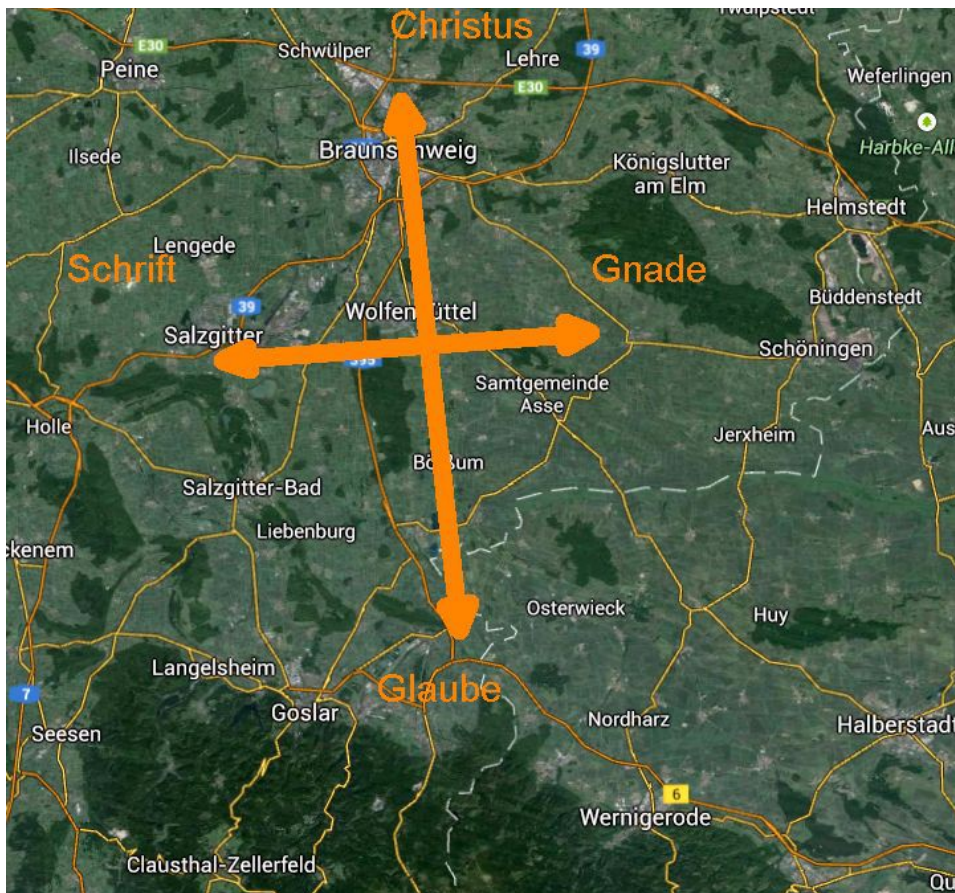 Christus
Twülpstedt
E30
Schwülper
39
Peine
Lehre
E30
Weferlingen
Ilsede
Braunschweig
Harbke-All
Königslutter
am Elm
Helmstedt
Lengede
Schrift
Gnade
39
Wolfenbüttel
Büddenstedt
Salzgitter
395
Schöningen
Samtgemeinde
Asse
Holle
Jerxheim
Aus
Börßum
Salzgitter-Bad
Liebenburg
ckenem
Osterwieck
Huy
Langelsheim
Glaube
7
Goslar
Seesen
Nordharz
Halberstadt
6
Wernigerode
Clausthal-Zellerfeld
Qu